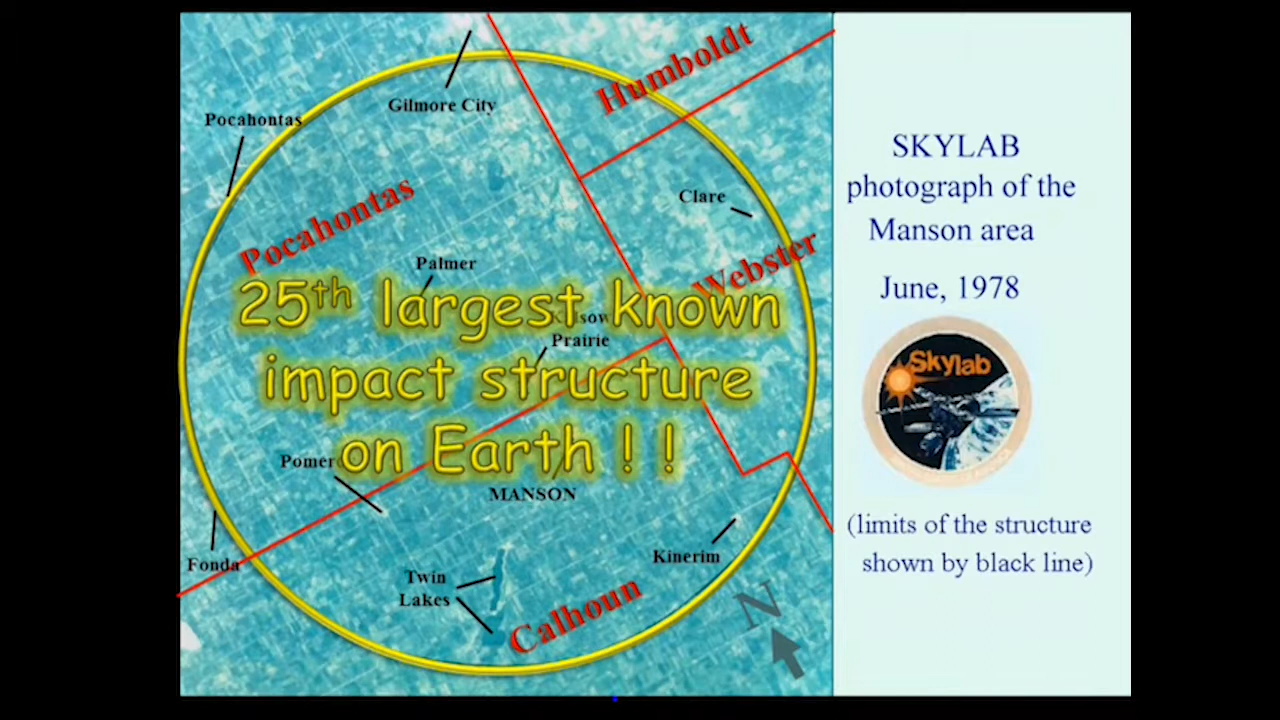 Humboldt
Gilmore City
Pocahontas
Clare
Pocahontas
Webster
Palmer
25th largest known
impact structure
on Earth ! !
Prairie
MANSON
Fonda
Kinerim
Twin
Lakes
Calhoun
N
SKYLAB
photograph of the
Manson area
June, 1978
Skylab
(limits of the structure
shown by black line)